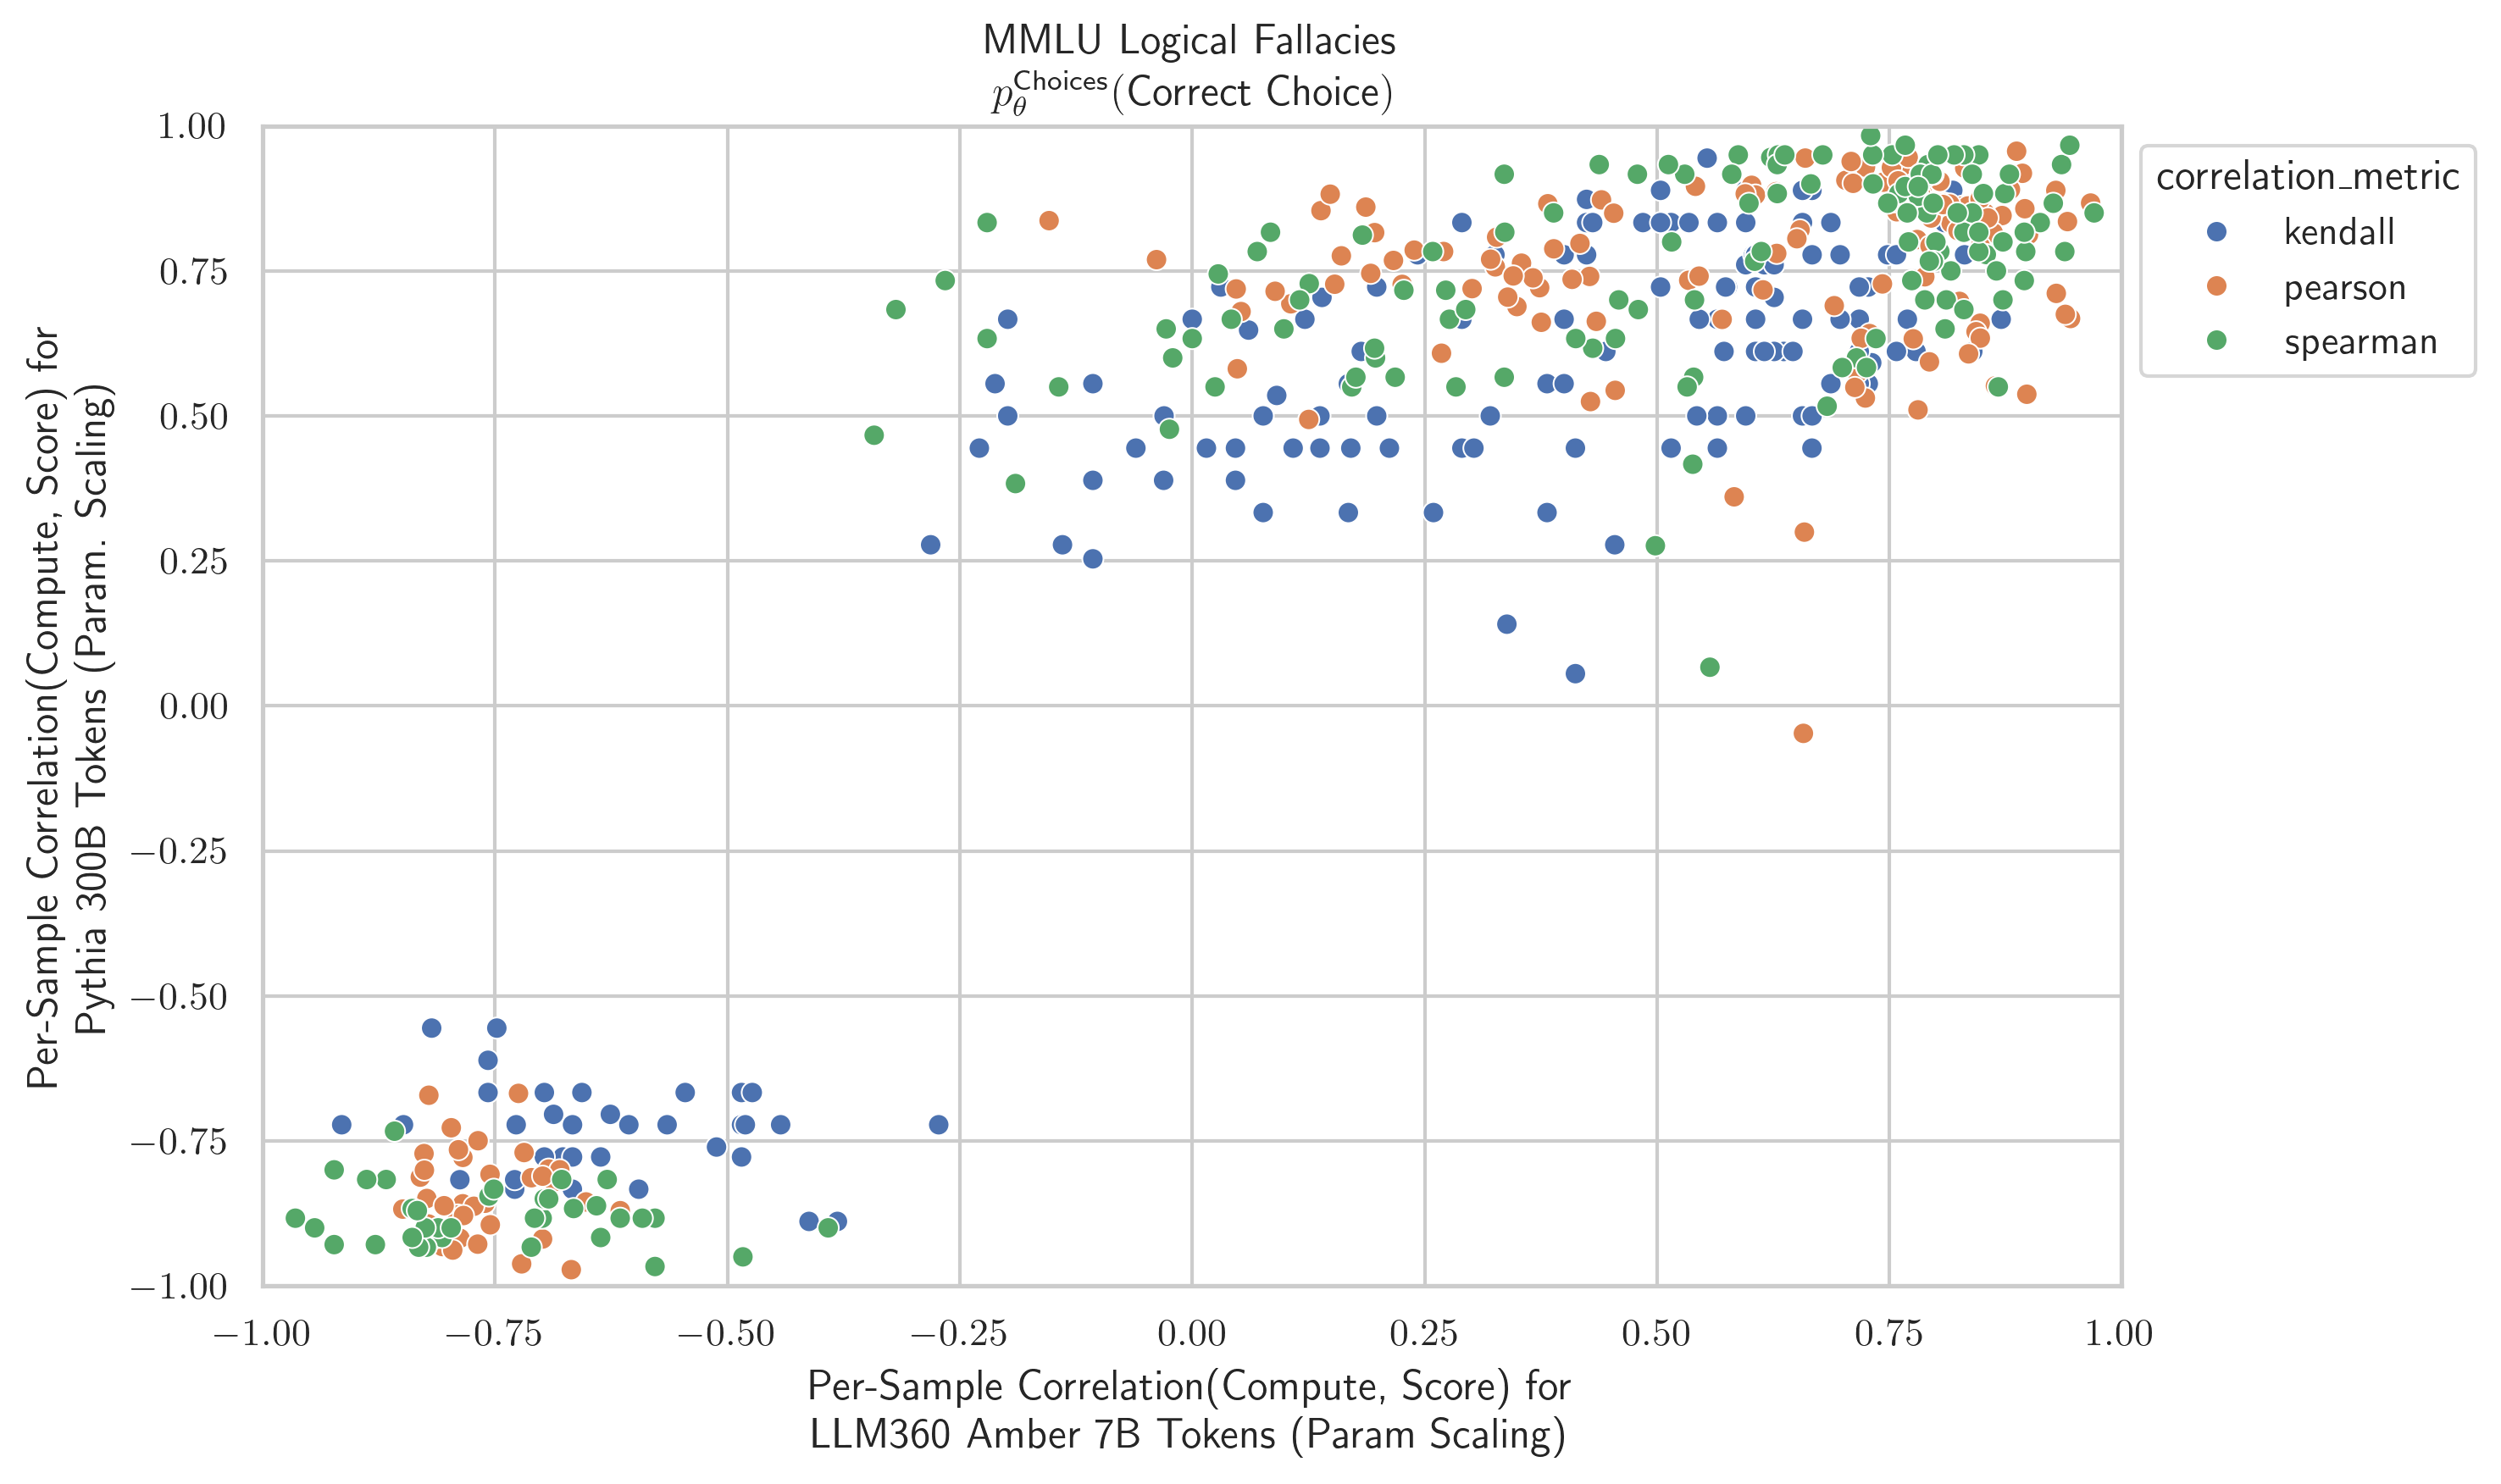 MMLU Logical Fallacies
p_θ^Choices(Correct Choice)
1.00
0.75
0.50
0.25
0.00
−0.25
−0.50
−0.75
−1.00
Per-Sample Correlation(Compute, Score) for
Pythia 300B Tokens (Param. Scaling)
−1.00 −0.75 −0.50 −0.25 0.00 0.25 0.50 0.75 1.00
Per-Sample Correlation(Compute, Score) for
LLM360 Amber 7B Tokens (Param Scaling)
correlation_metric
kendall
pearson
spearman